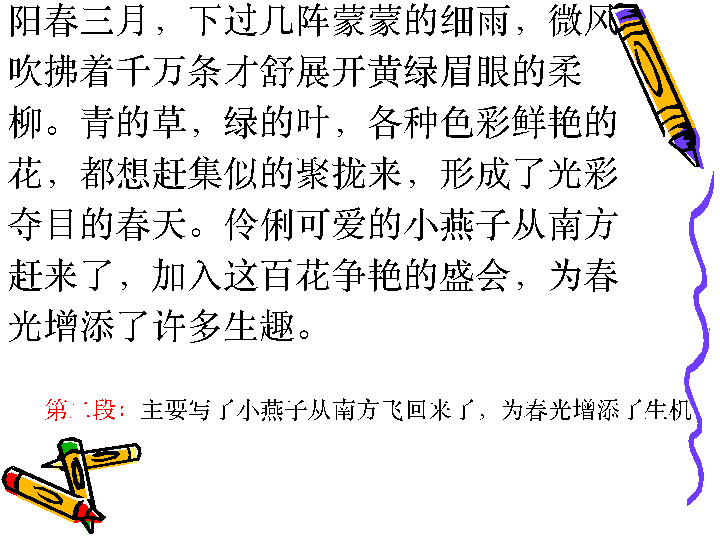 阳春三月，下过几阵蒙蒙的细雨，微风
吹拂着千万条才舒展开黄绿眉眼的柔
柳。青的草，绿的叶，各种色彩鲜艳的
花，都想赶集似的聚拢来，形成了光彩
夺目的春天。伶俐可爱的小燕子从南方
赶来了，加入这百花争艳的盛会，为春
光增添了许多生趣。
第二段：主要写了小燕子从南方飞回来了，为春光增添了生机